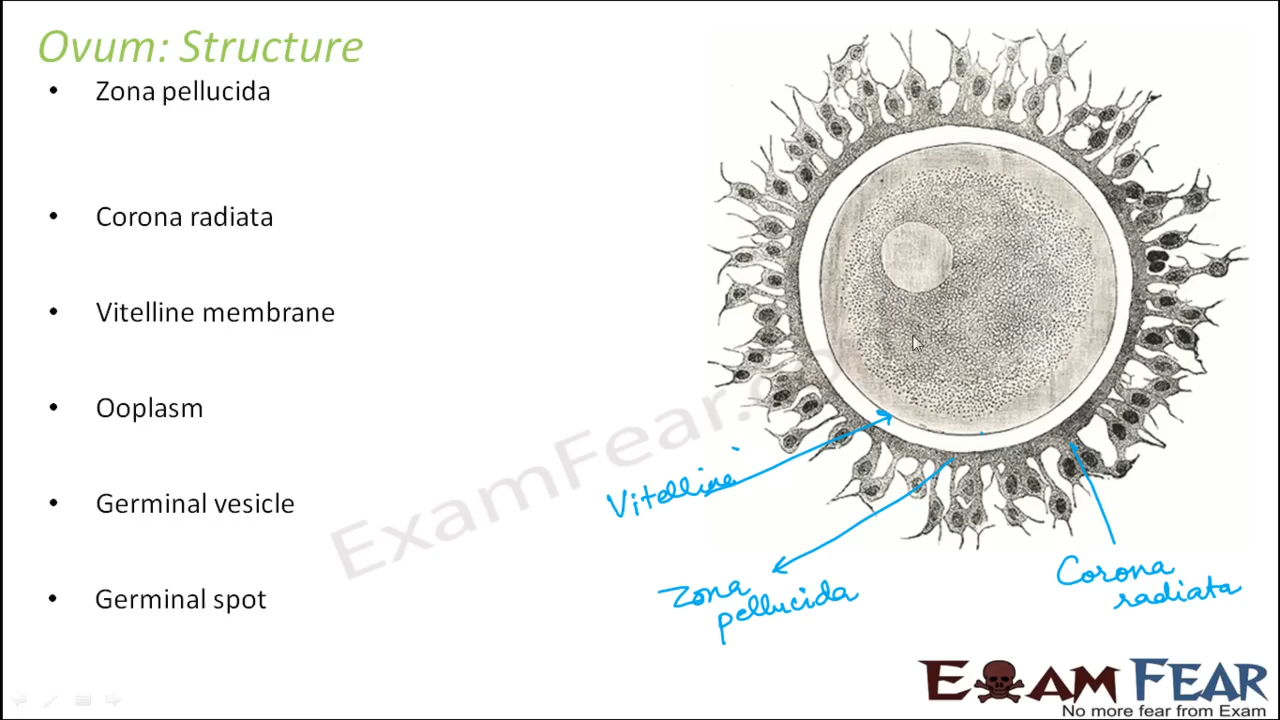 Ovum: Structure
• Zona pellucida
• Corona radiata
• Vitelline membrane
• Ooplasm
• Germinal vesicle
• Germinal spot
Vitelline
Zona
pellucida
Corona
radiata
ExamFear.co
EXAM FEAR
No more fear from Exam